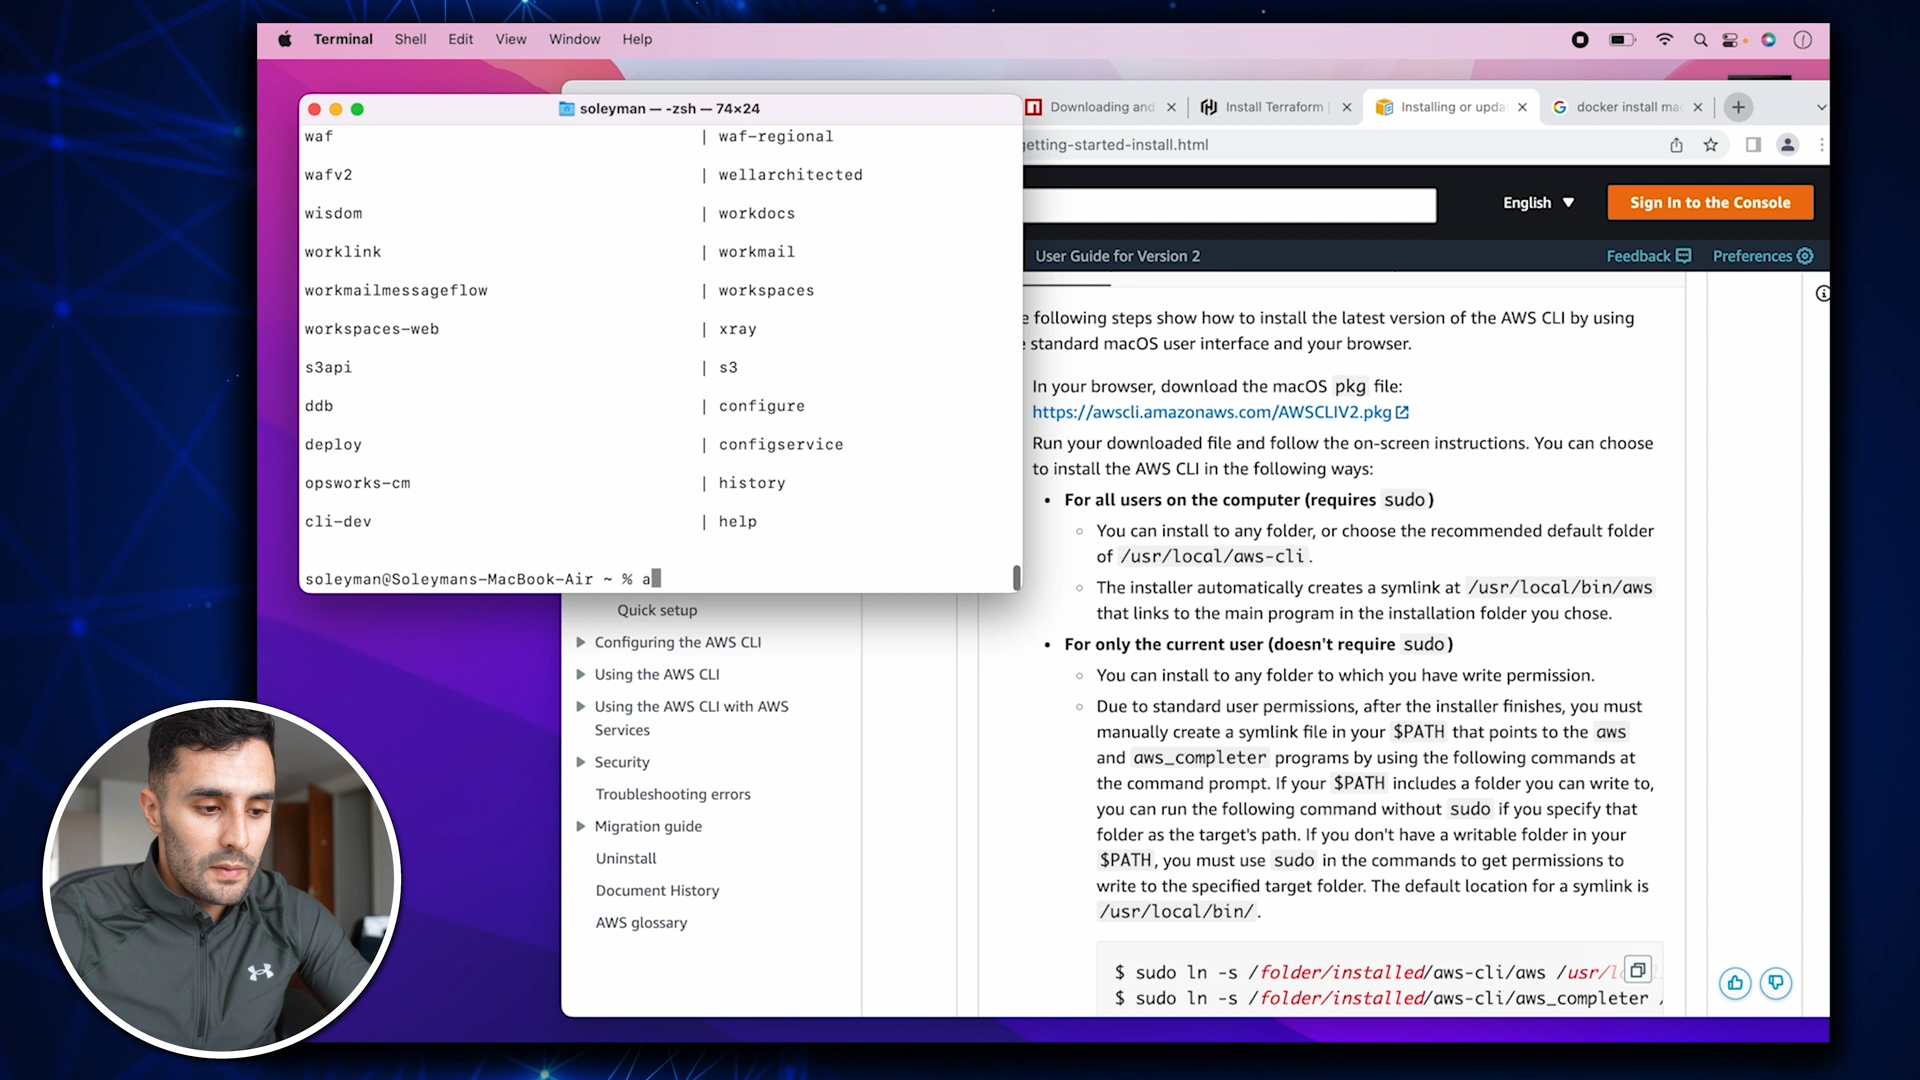 Terminal Shell Edit View Window Help
soleyman — -zsh — 74×24
waf | waf-regional
wafv2 | wellarchitected
wisdom | workdocs
worklink | workmail
workmailmessageflow | workspaces
workspaces-web | xray
s3api | s3
ddb | configure
deploy | configservice
opsworks-cm | history
cli-dev | help
soleyman@Soleymans-MacBook-Air ~ % a
Downloading and
Install Terraform
Installing or upda
docker install mac
getting-started-install.html
English
Sign In to the Console
User Guide for Version 2
Feedback
Preferences
Quick setup
Configuring the AWS CLI
Using the AWS CLI
Using the AWS CLI with AWS
Services
Security
Troubleshooting errors
Migration guide
Uninstall
Document History
AWS glossary
following steps show how to install the latest version of the AWS CLI by using
standard macOS user interface and your browser.
In your browser, download the macOS pkg file:
https://awscli.amazonaws.com/AWSCLIV2.pkg
Run your downloaded file and follow the on-screen instructions. You can choose
to install the AWS CLI in the following ways:
• For all users on the computer (requires sudo)
◦ You can install to any folder, or choose the recommended default folder
of /usr/local/aws-cli.
◦ The installer automatically creates a symlink at /usr/local/bin/aws
that links to the main program in the installation folder you chose.
• For only the current user (doesn't require sudo)
◦ You can install to any folder to which you have write permission.
◦ Due to standard user permissions, after the installer finishes, you must
manually create a symlink file in your $PATH that points to the aws
and aws_completer programs by using the following commands at
the command prompt. If your $PATH includes a folder you can write to,
you can run the following command without sudo if you specify that
folder as the target's path. If you don't have a writable folder in your
$PATH, you must use sudo in the commands to get permissions to
write to the specified target folder. The default location for a symlink is
/usr/local/bin/.
$ sudo ln -s /folder/installed/aws-cli/aws /usr/l
$ sudo ln -s /folder/installed/aws-cli/aws_completer /